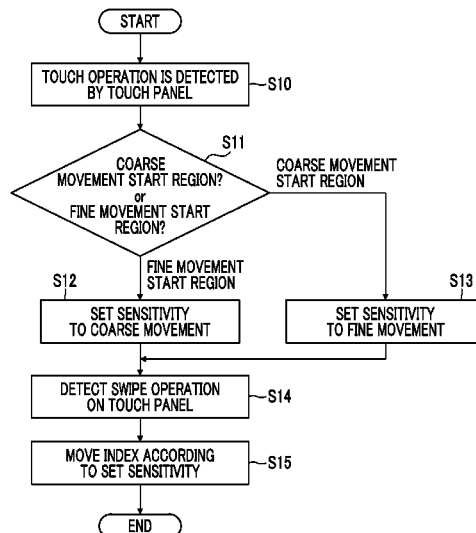 START
TOUCH OPERATION IS DETECTED
BY TOUCH PANEL
S10
S11
COARSE
MOVEMENT START REGION?
or
FINE MOVEMENT START
REGION?
COARSE MOVEMENT
START REGION
FINE MOVEMENT
START REGION
S12
SET SENSITIVITY
TO COARSE MOVEMENT
S13
SET SENSITIVITY
TO FINE MOVEMENT
DETECT SWIPE OPERATION
ON TOUCH PANEL
S14
MOVE INDEX ACCORDING
TO SET SENSITIVITY
S15
END